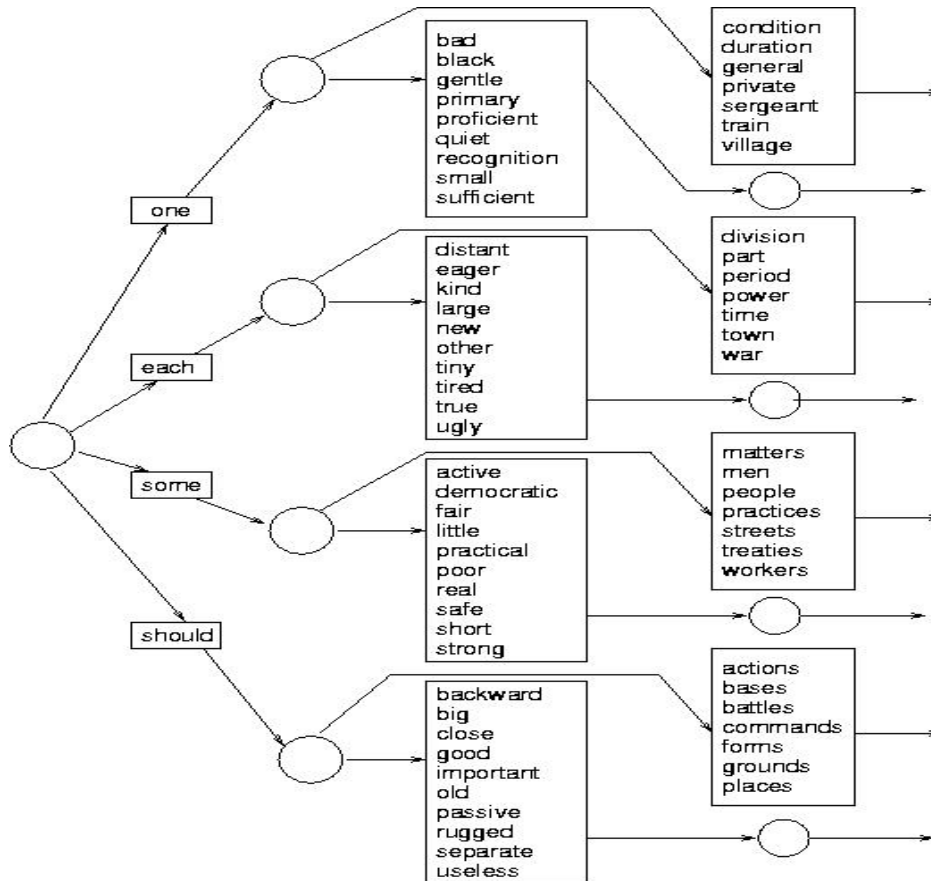 one
bad
black
gentle
primary
proficient
quiet
recognition
small
sufficient
condition
duration
general
private
sergeant
train
village
each
distant
eager
kind
large
new
other
tiny
tired
true
ugly
division
part
period
power
time
town
war
some
active
democratic
fair
little
practical
poor
real
safe
short
strong
matters
men
people
practices
streets
treaties
workers
should
backward
big
close
good
important
old
passive
rugged
separate
useless
actions
bases
battles
commands
forms
grounds
places